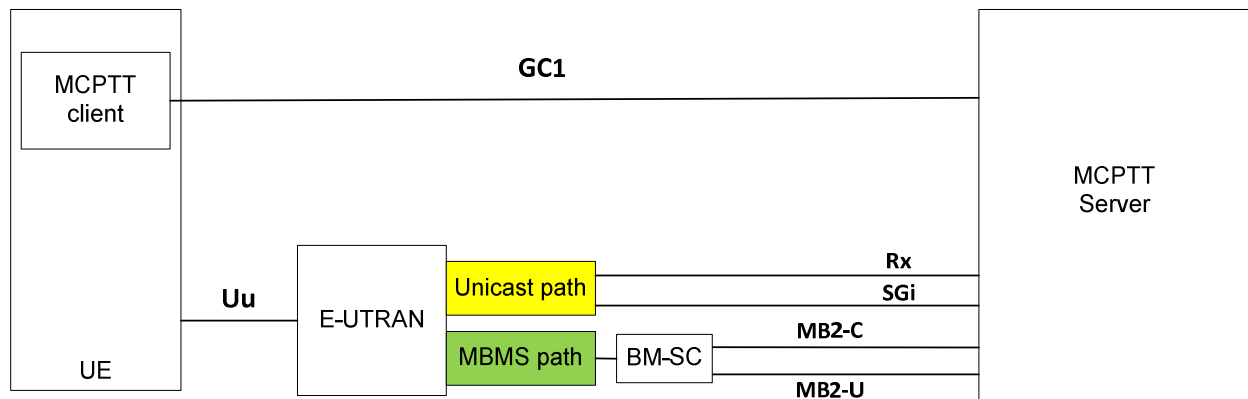 MCPTT
client
GC1
MCPTT
Server
UE
Uu
E-UTRAN
Unicast path
MBMS path
BM-SC
Rx
SGi
MB2-C
MB2-U